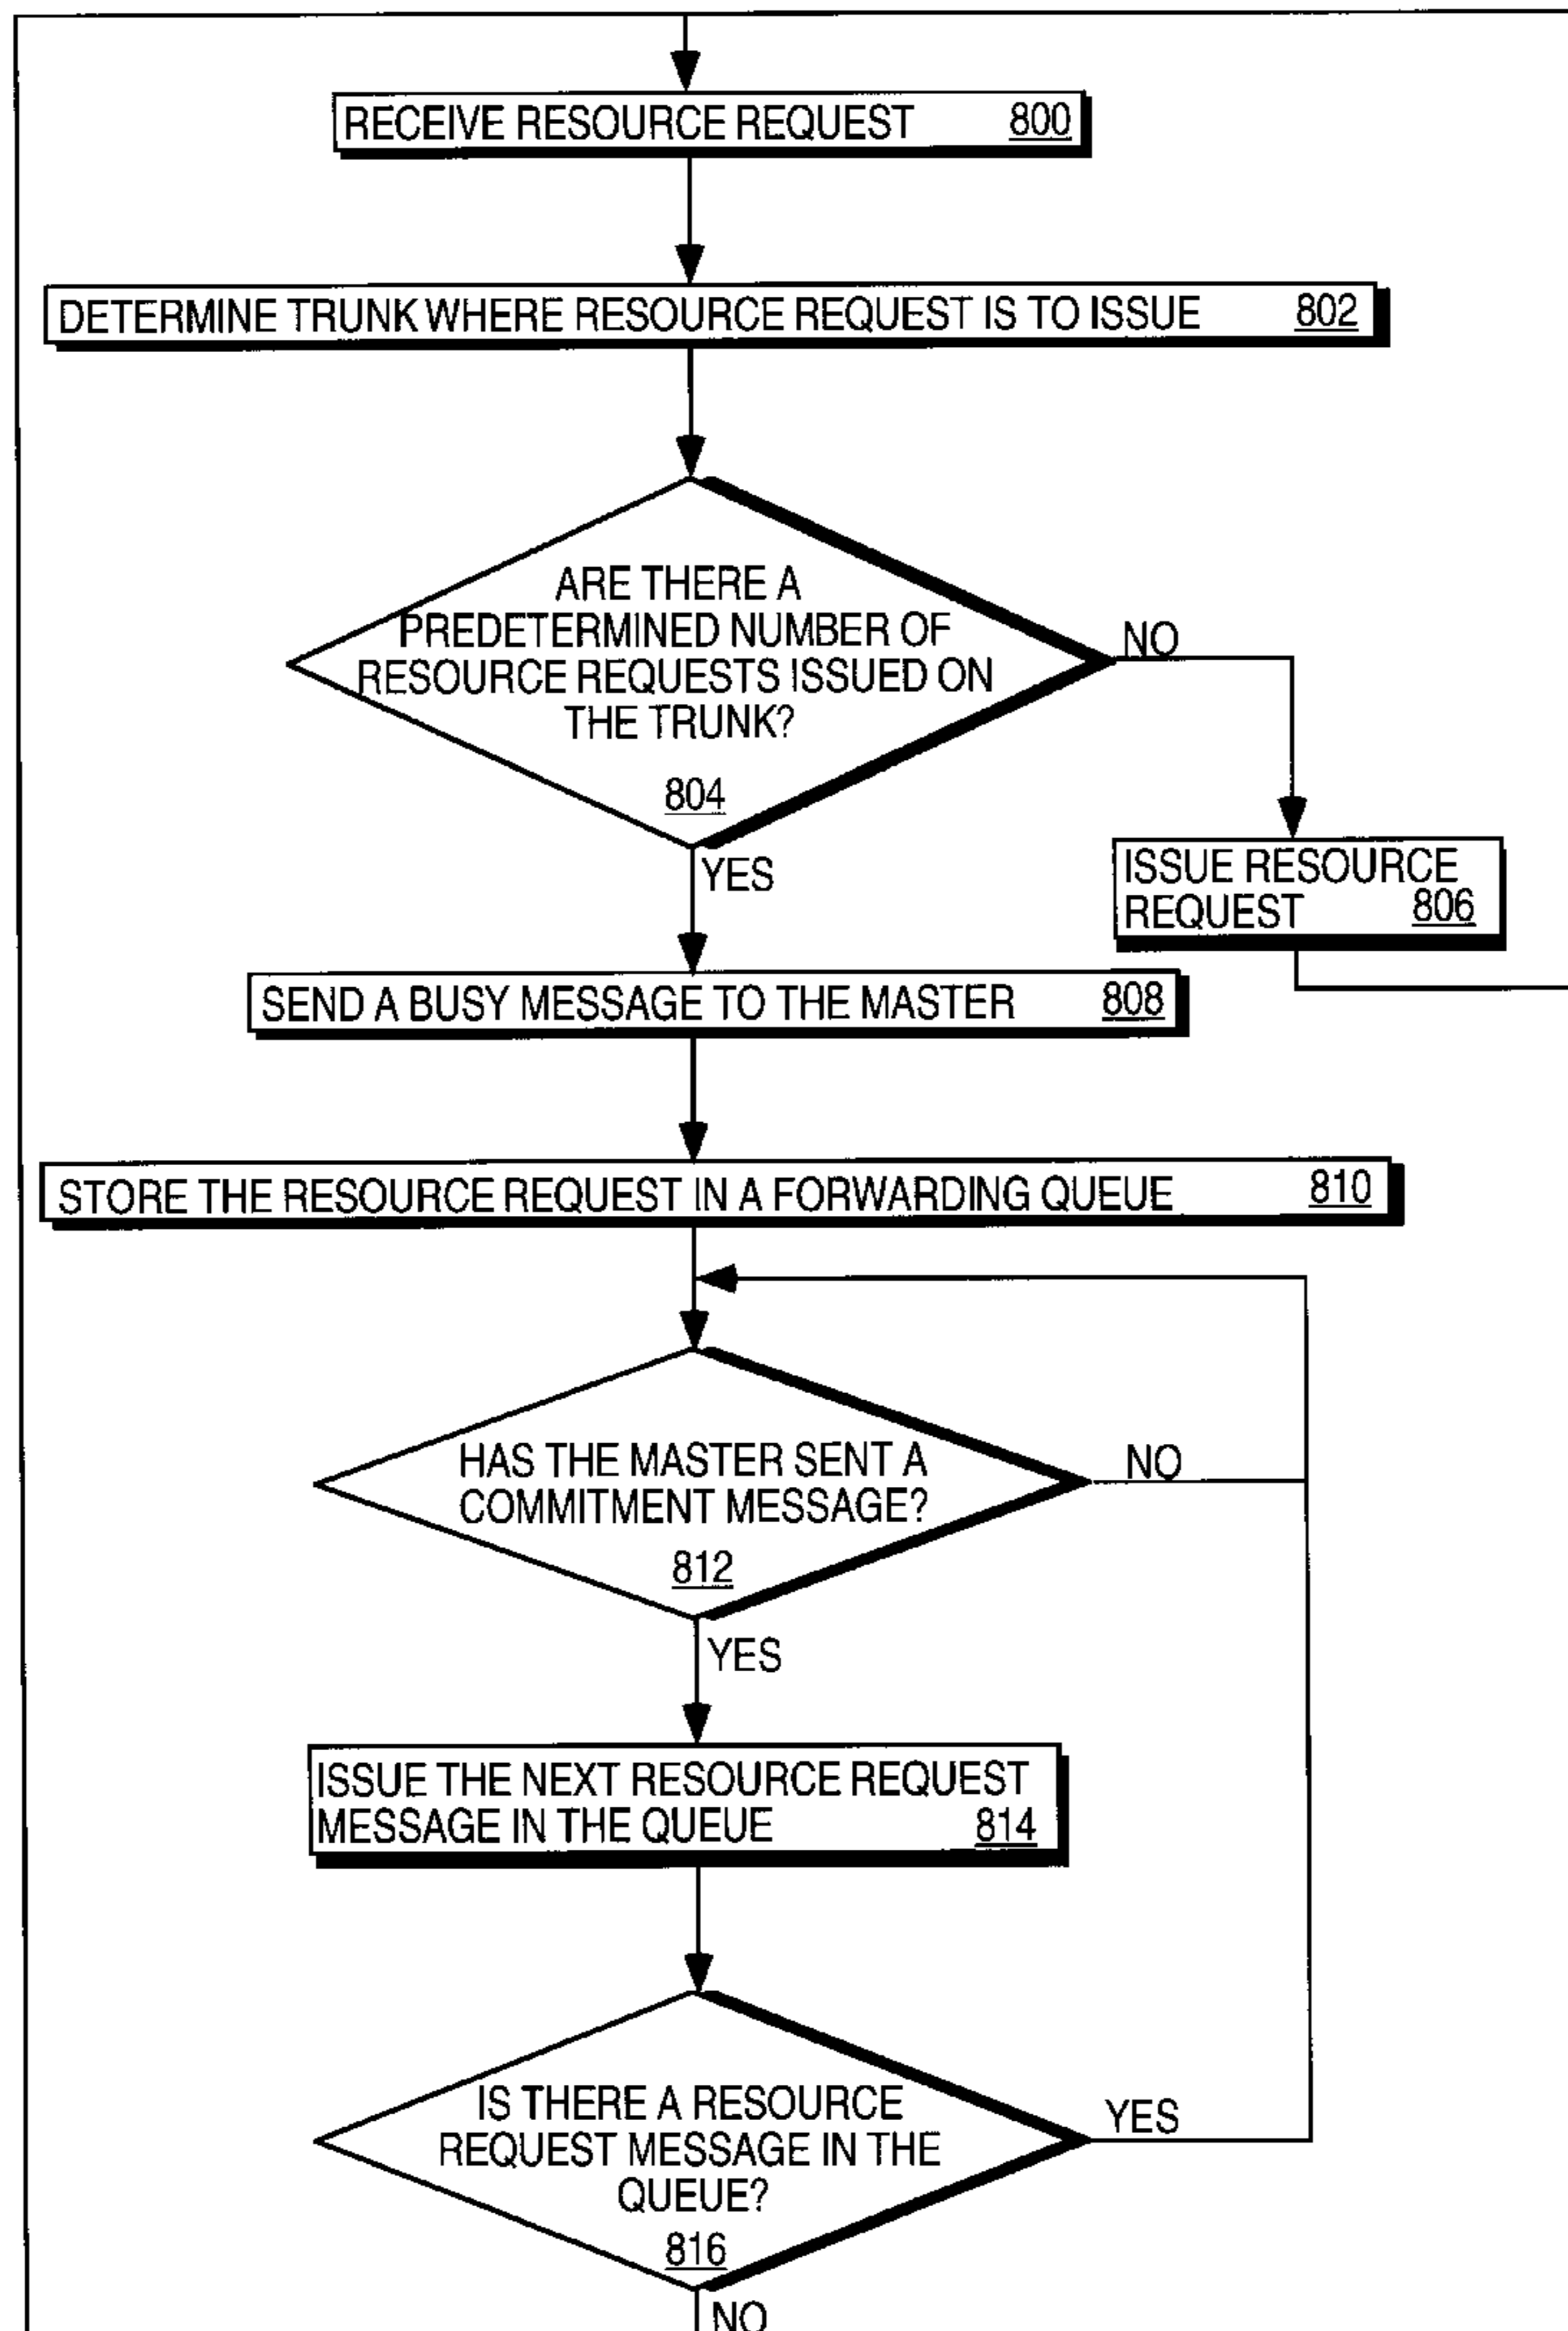 RECEIVE RESOURCE REQUEST 800
DETERMINE TRUNK WHERE RESOURCE REQUEST IS TO ISSUE 802
ARE THERE A
PREDETERMINED NUMBER OF
RESOURCE REQUESTS ISSUED ON
THE TRUNK?
804
NO
YES
ISSUE RESOURCE
REQUEST 806
SEND A BUSY MESSAGE TO THE MASTER 808
STORE THE RESOURCE REQUEST IN A FORWARDING QUEUE 810
HAS THE MASTER SENT A
COMMITMENT MESSAGE?
812
NO
YES
ISSUE THE NEXT RESOURCE REQUEST
MESSAGE IN THE QUEUE 814
IS THERE A RESOURCE
REQUEST MESSAGE IN THE
QUEUE?
816
YES
NO